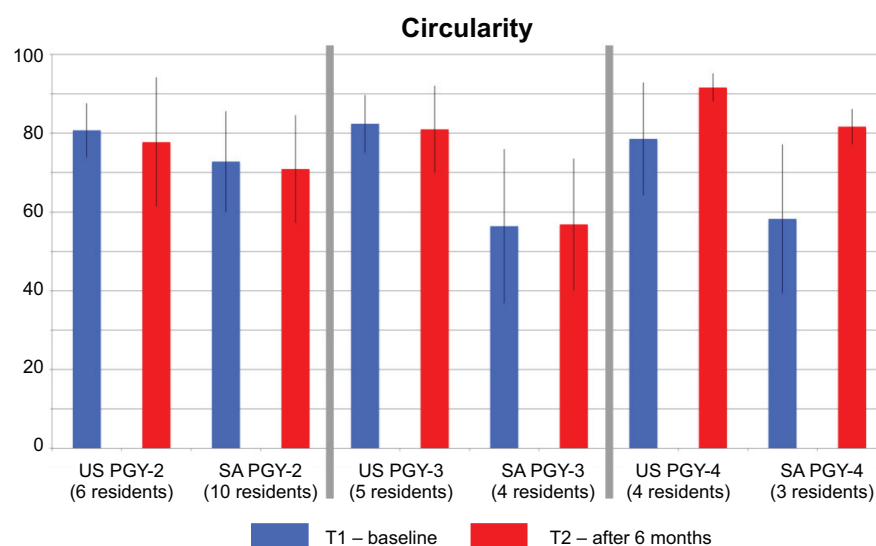 Circularity
100
80
60
40
20
0
US PGY-2 SA PGY-2 US PGY-3 SA PGY-3 US PGY-4 SA PGY-4
(6 residents) (10 residents) (5 residents) (4 residents) (4 residents) (3 residents)
T1 – baseline T2 – after 6 months